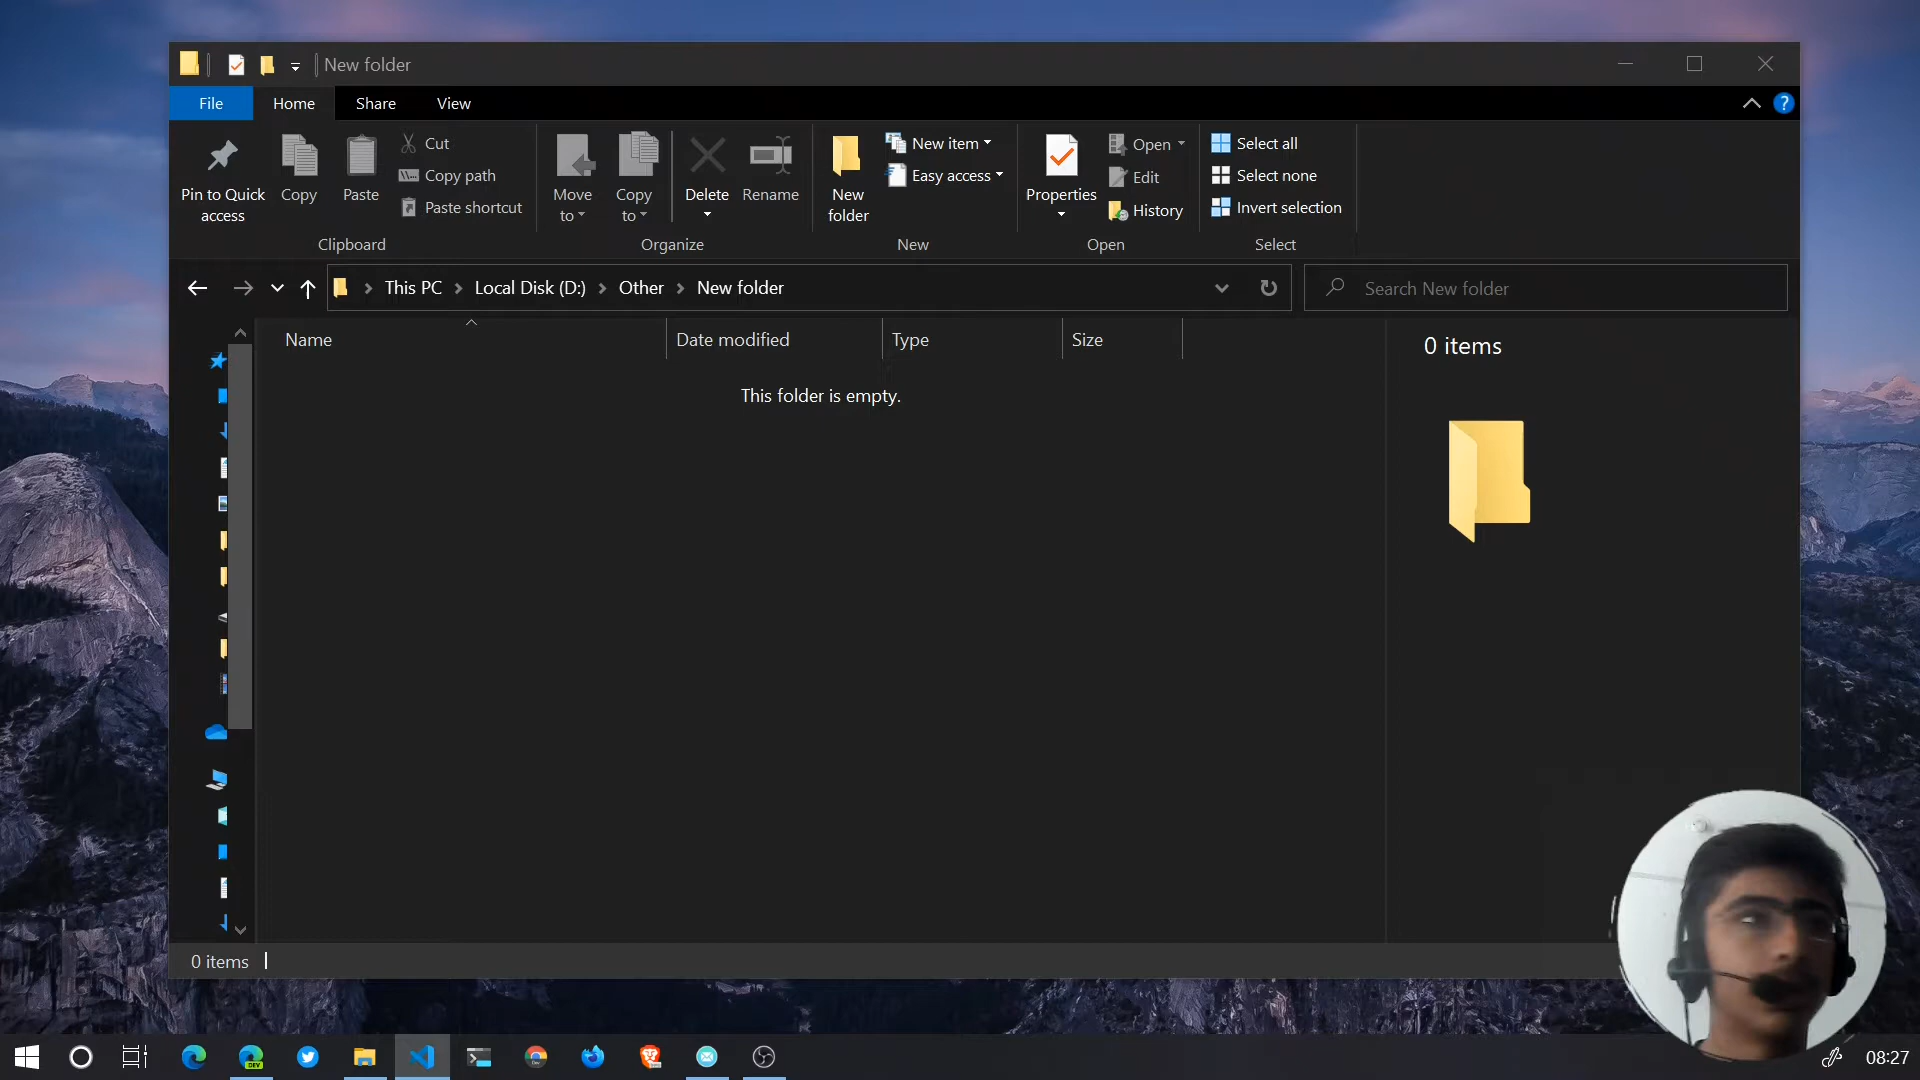 New folder
File Home Share View
Pin to Quick access
Copy
Paste
Cut
Copy path
Paste shortcut
Clipboard
Move to
Copy to
Delete
Rename
Organize
New folder
New item
Easy access
New
Properties
Open
Edit
History
Open
Select all
Select none
Invert selection
Select
This PC Local Disk (D:) Other New folder
Search New folder
Name Date modified Type Size
This folder is empty.
0 items
0 items
DEV
08:27